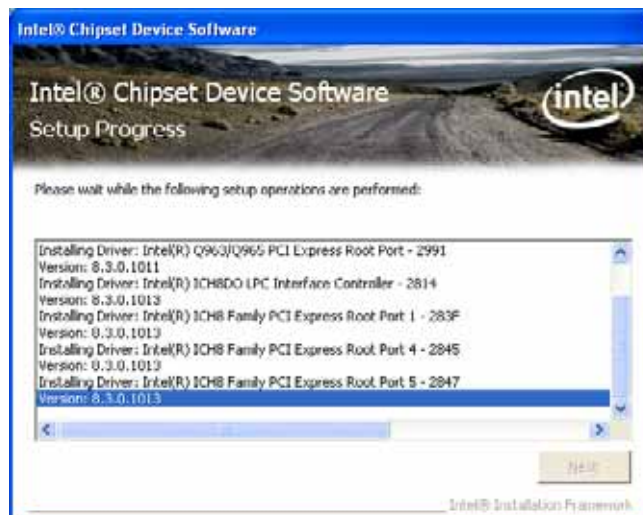 Intel® Chipset Device Software
Intel® Chipset Device Software
intel
Setup Progress
Please wait while the following setup operations are performed:
Installing Driver: Intel(R) Q963/Q965 PCI Express Root Port - 2991
Version: 8.3.0.1011
Installing Driver: Intel(R) ICH8DO LPC Interface Controller - 2814
Version: 8.3.0.1013
Installing Driver: Intel(R) ICH8 Family PCI Express Root Port 1 - 283F
Version: 8.3.0.1013
Installing Driver: Intel(R) ICH8 Family PCI Express Root Port 4 - 2845
Version: 8.3.0.1013
Installing Driver: Intel(R) ICH8 Family PCI Express Root Port 5 - 2847
Version: 8.3.0.1013
Next
Intel® Installation Framework